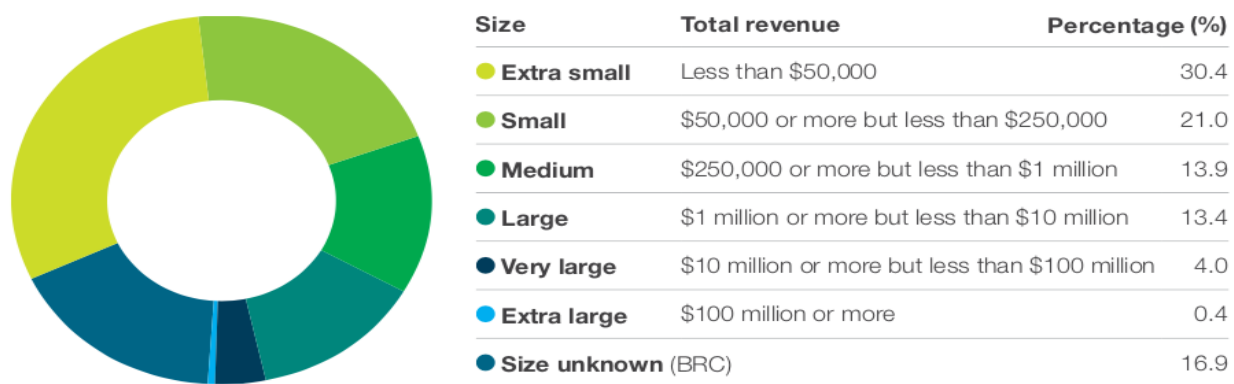 Size Total revenue Percentage (%)
Extra small Less than $50,000 30.4
Small $50,000 or more but less than $250,000 21.0
Medium $250,000 or more but less than $1 million 13.9
Large $1 million or more but less than $10 million 13.4
Very large $10 million or more but less than $100 million 4.0
Extra large $100 million or more 0.4
Size unknown (BRC) 16.9